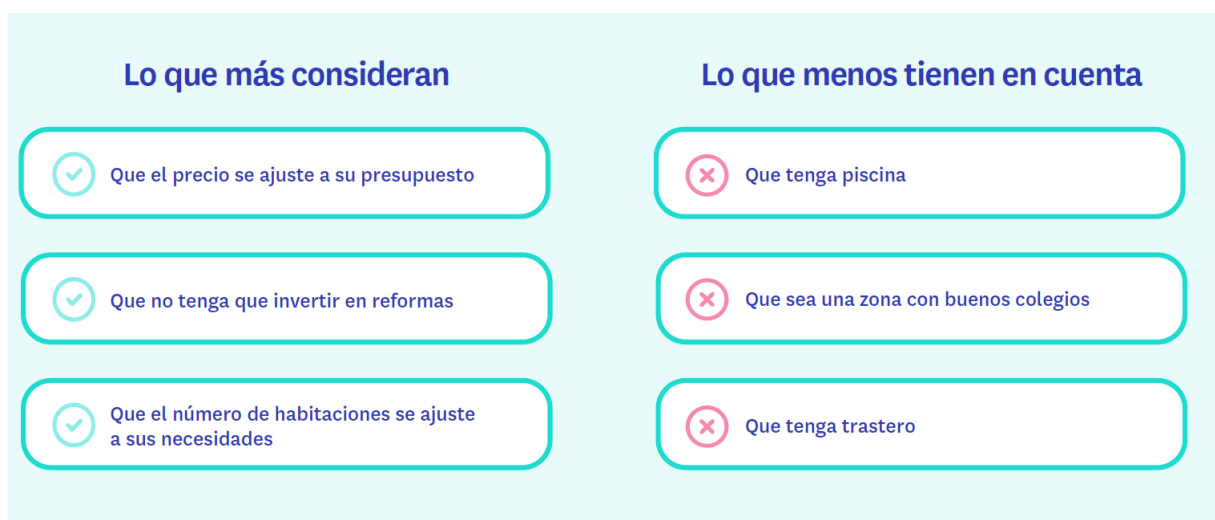 Lo que más consideran
Que el precio se ajuste a su presupuesto
Que no tenga que invertir en reformas
Que el número de habitaciones se ajuste
a sus necesidades
Lo que menos tienen en cuenta
Que tenga piscina
Que sea una zona con buenos colegios
Que tenga trastero